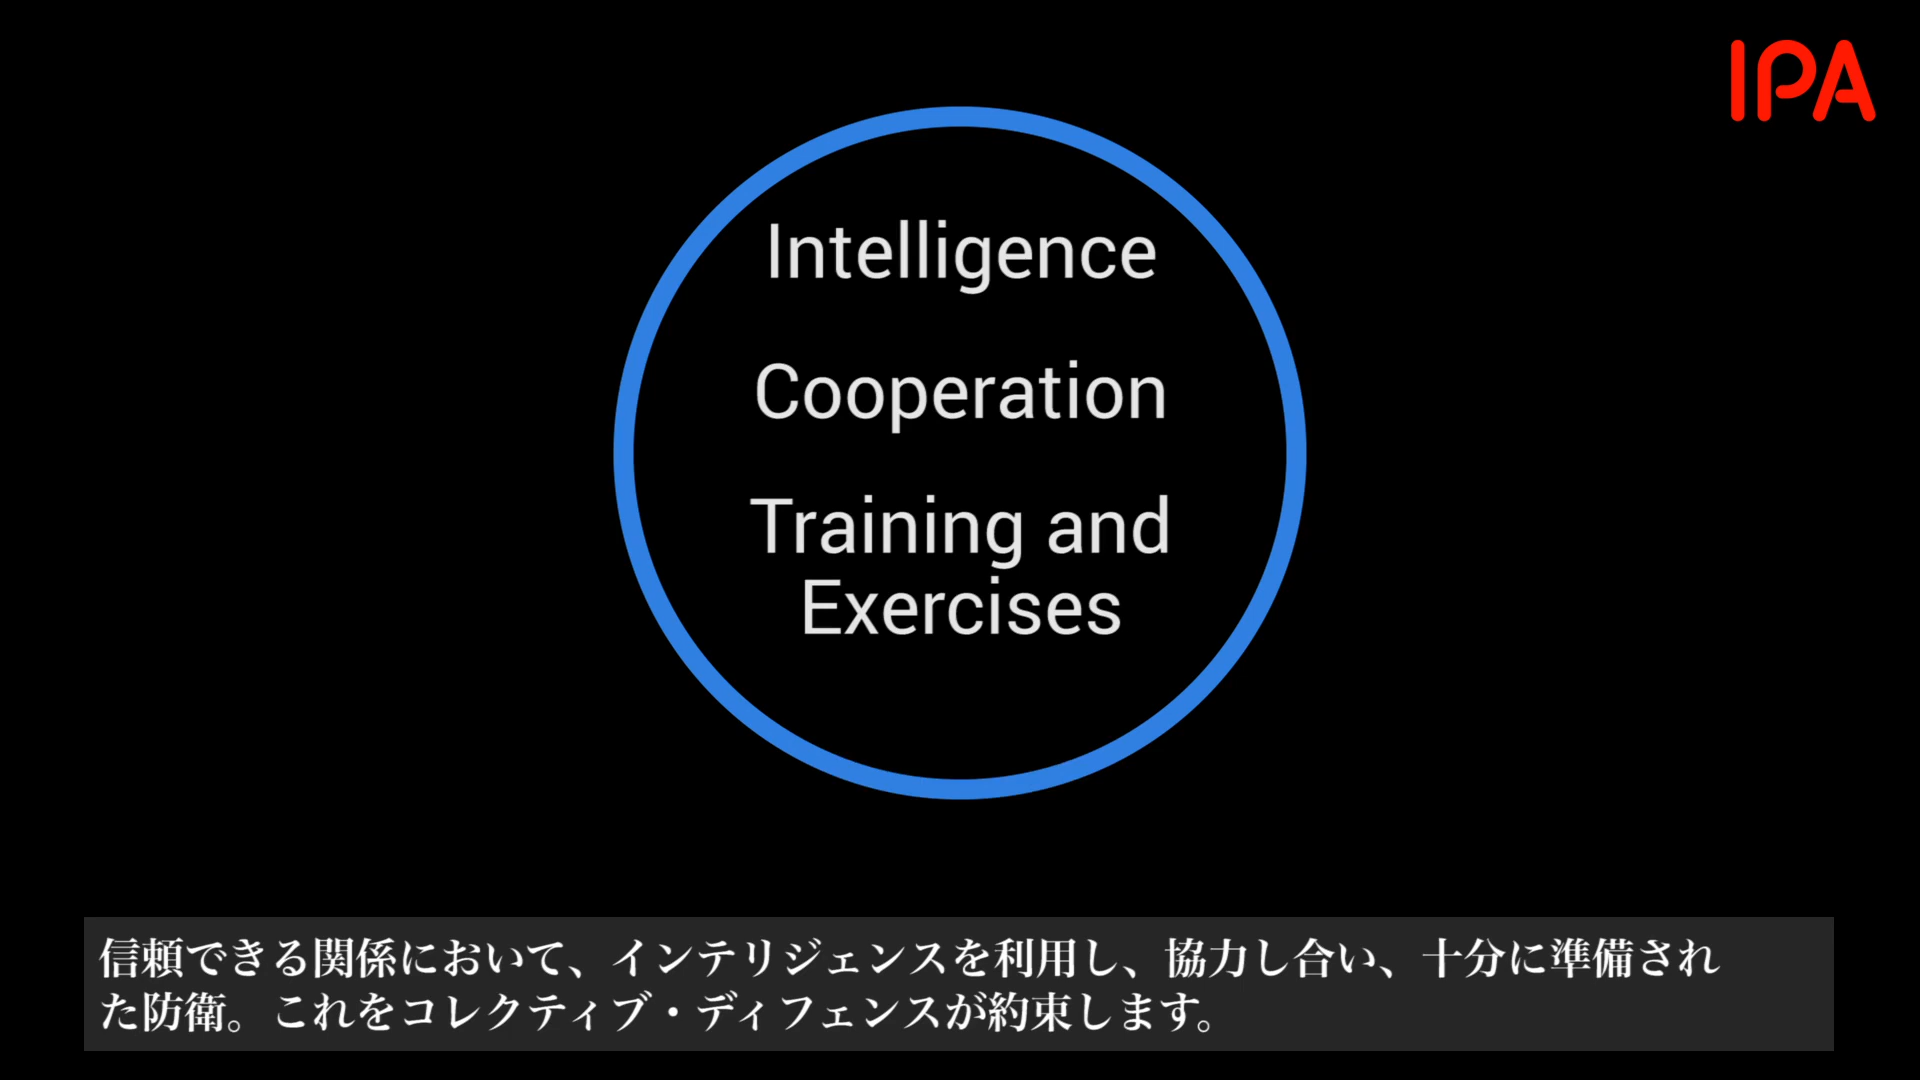 IPA
Intelligence
Cooperation
Training and
Exercises
信頼できる関係において、インテリジェンスを利用し、協力し合い、十分に準備され
た防衛。これをコレクティブ・ディフェンスが約束します。